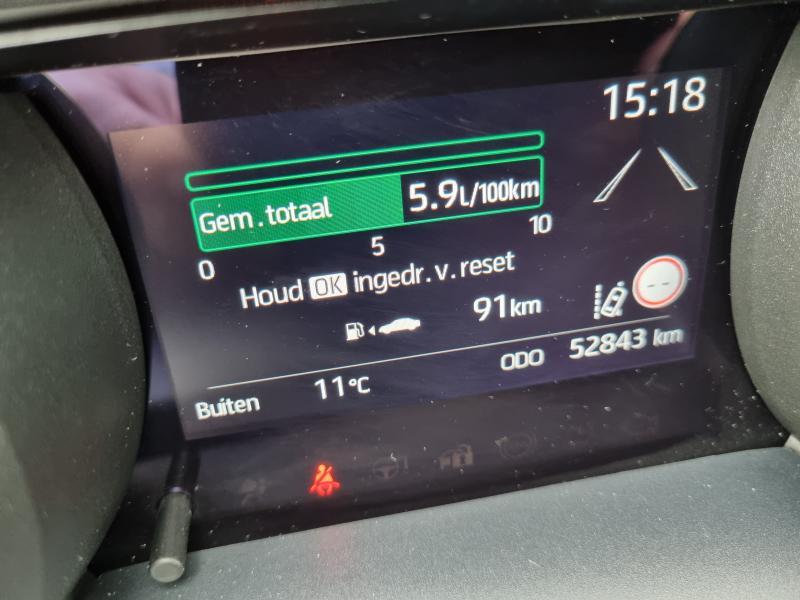 15:18
Gem. totaal 5.9L/100km
0 5 10
Houd OK ingedr. v. reset
91km
--
ODO 52843 km
Buiten 11°C